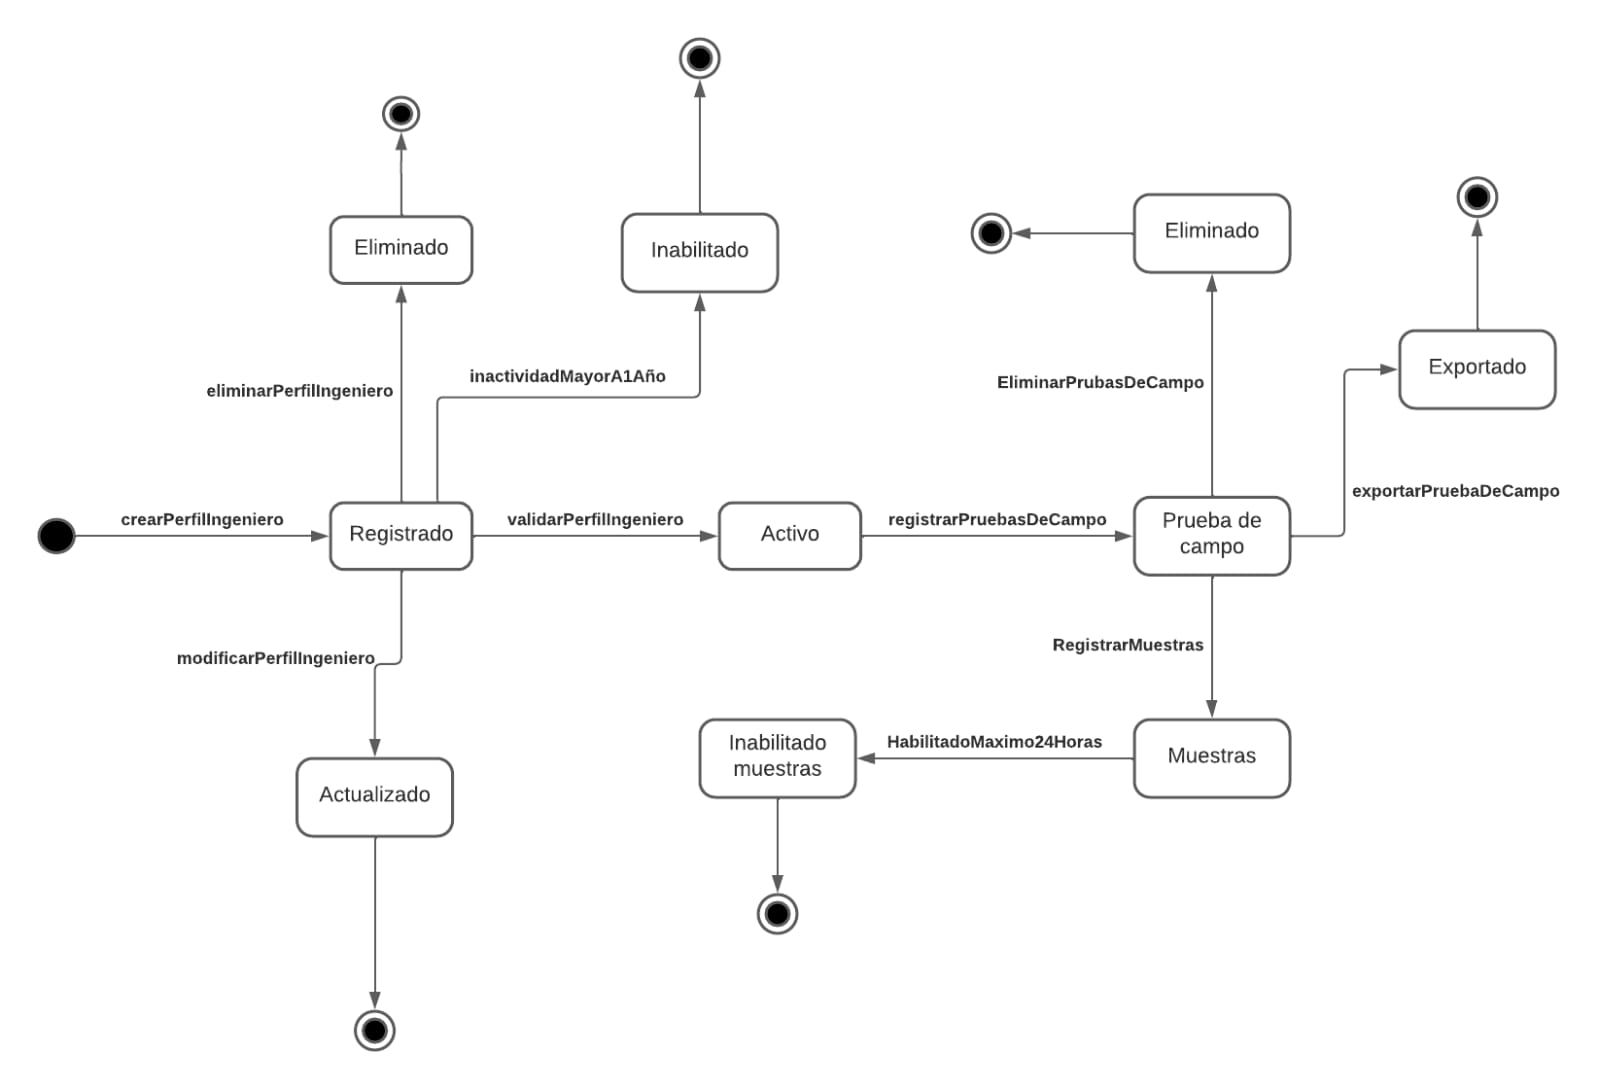 Eliminado
Inabilitado
Eliminado
Exportado
inactividadMayorA1Año
eliminarPerfilIngeniero
EliminarPrubasDeCampo
exportarPruebaDeCampo
crearPerfilIngeniero
Registrado
validarPerfilIngeniero
Activo
registrarPruebasDeCampo
Prueba de
campo
modificarPerfilIngeniero
RegistrarMuestras
Actualizado
Inabilitado
muestras
HabilitadoMaximo24Horas
Muestras